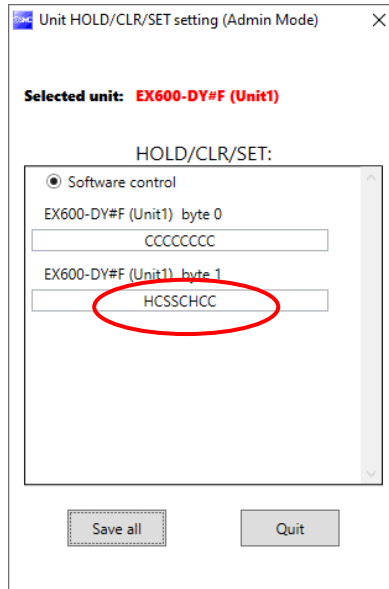 Unit HOLD/CLR/SET setting (Admin Mode)
Selected unit: EX600-DY#F (Unit1)
HOLD/CLR/SET:
Software control
EX600-DY#F (Unit1) byte 0
CCCCCCCC
EX600-DY#F (Unit1) byte 1
HCSSCHCC
Save all Quit